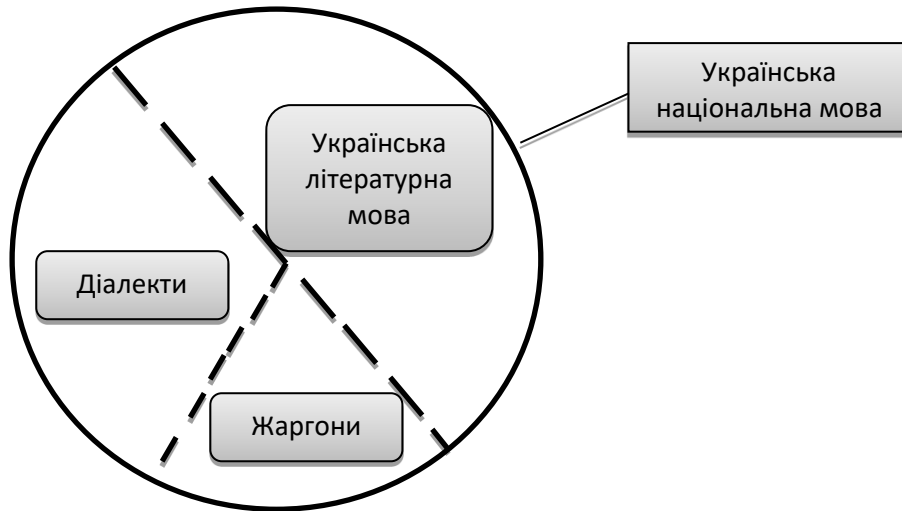 Українська
національна мова
Українська
літературна
мова
Діалекти
Жаргони